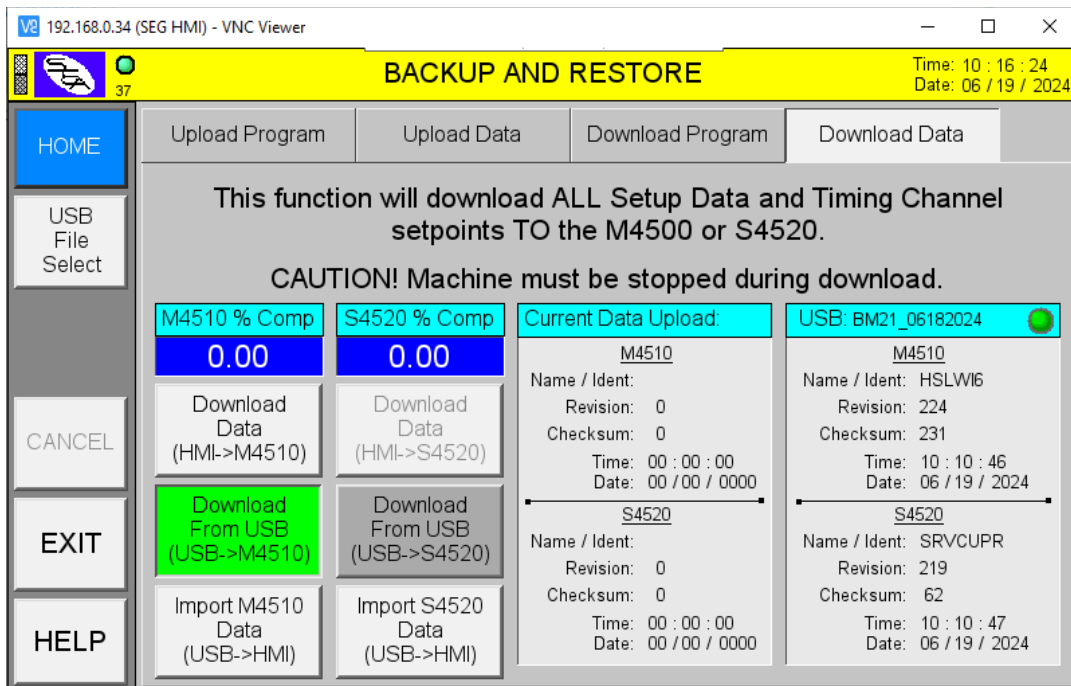 192.168.0.34 (SEG HMI) - VNC Viewer
37
BACKUP AND RESTORE
Time: 10 : 16 : 24
Date: 06 / 19 / 2024
HOME
USB
File
Select
CANCEL
EXIT
HELP
Upload Program
Upload Data
Download Program
Download Data
This function will download ALL Setup Data and Timing Channel
setpoints TO the M4500 or S4520.
CAUTION! Machine must be stopped during download.
M4510 % Comp
0.00
Download
Data
(HMI->M4510)
Download
From USB
(USB->M4510)
Import M4510
Data
(USB->HMI)
S4520 % Comp
0.00
Download
Data
(HMI->S4520)
Download
From USB
(USB->S4520)
Import S4520
Data
(USB->HMI)
Current Data Upload:
M4510
Name / Ident:
Revision: 0
Checksum: 0
Time: 00 : 00 : 00
Date: 00 / 00 / 0000
S4520
Name / Ident:
Revision: 0
Checksum: 0
Time: 00 : 00 : 00
Date: 00 / 00 / 0000
USB: BM21_06182024
M4510
Name / Ident: HSLWI6
Revision: 224
Checksum: 231
Time: 10 : 10 : 46
Date: 06 / 19 / 2024
S4520
Name / Ident: SRVCUPR
Revision: 219
Checksum: 62
Time: 10 : 10 : 47
Date: 06 / 19 / 2024